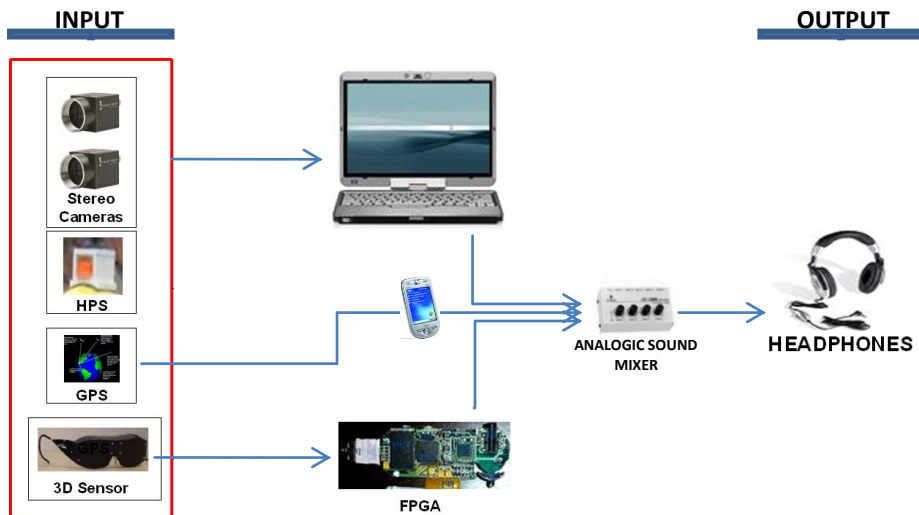 INPUT
OUTPUT
Stereo
Cameras
HPS
GPS
GPS
3D Sensor
FPGA
ANALOGIC SOUND
MIXER
HEADPHONES